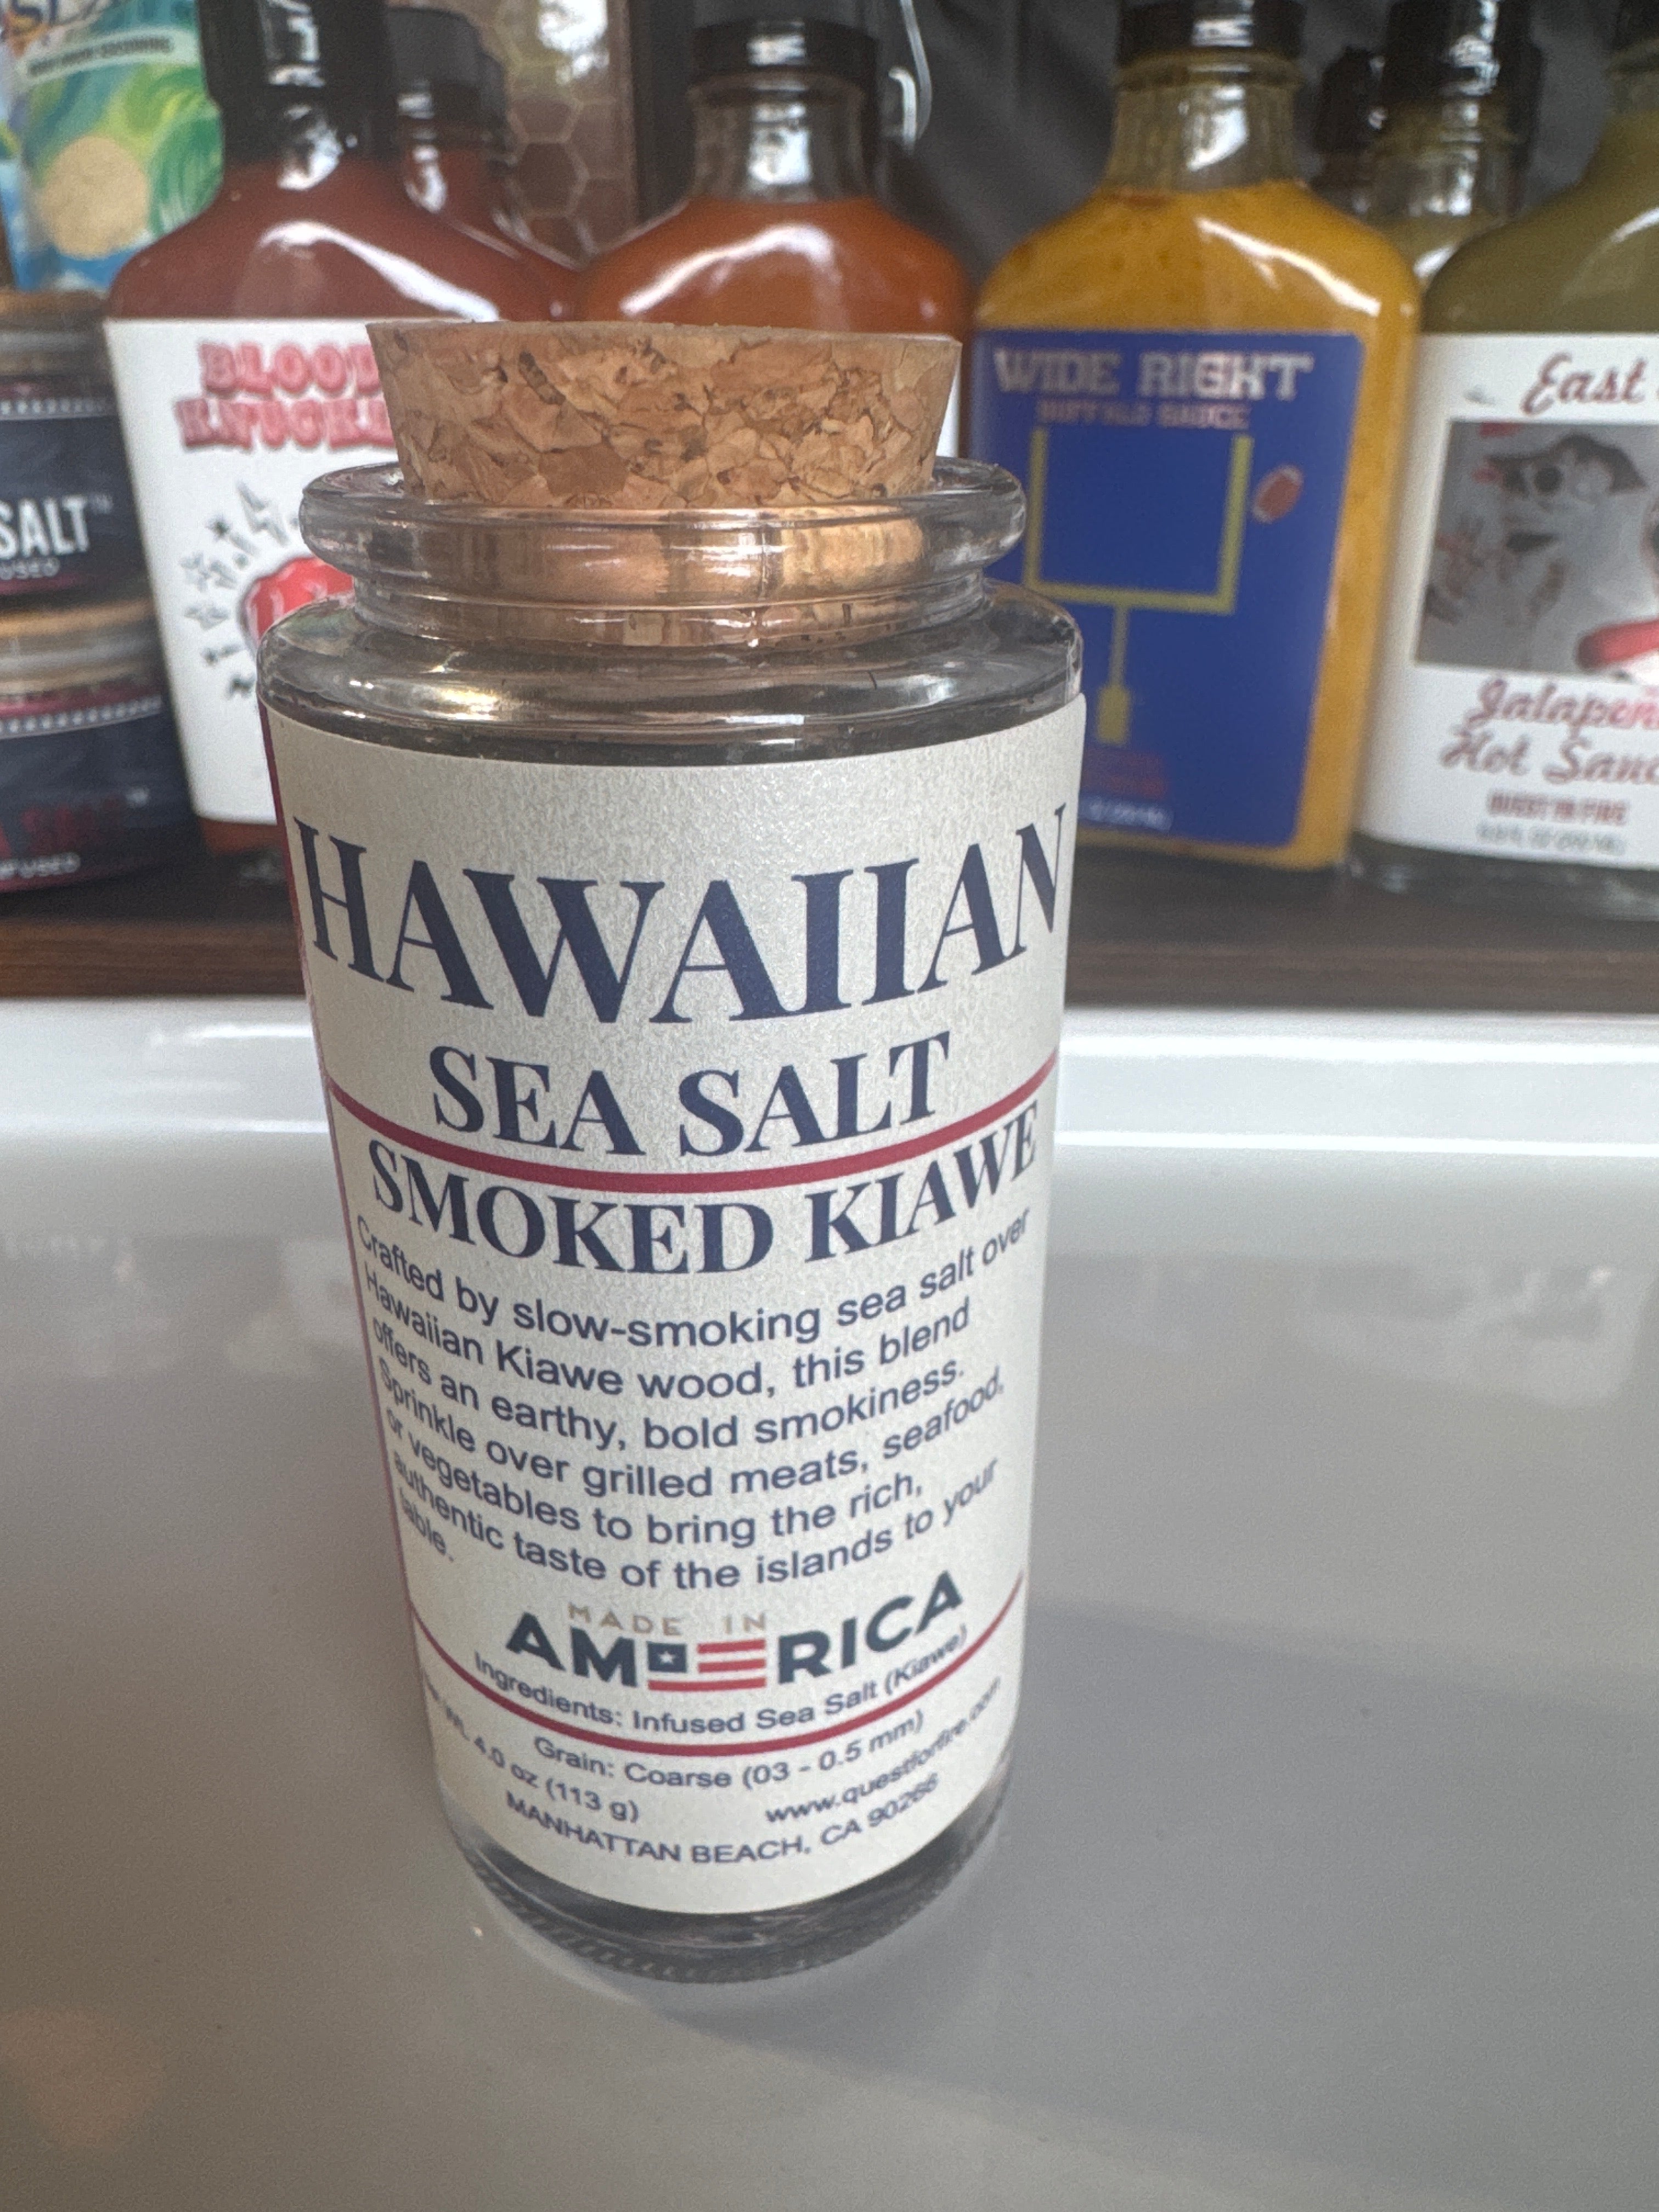 SALT™
BLOOD
WIDE RIGHT
BUFFALO SAUCE
East
Hot
HAWAIIAN
SEA SALT
SMOKED KIAWE
Crafted by slow-smoking sea salt over
Hawaiian Kiawe wood, this blend
offers an earthy, bold smokiness.
Sprinkle over grilled meats, seafood,
or vegetables to bring the rich,
authentic taste of the islands to your
table.
MADE IN
AMERICA
Ingredients: Infused Sea Salt (Kiawe)
Grain: Coarse (03 - 0.5 mm)
4.0 oz (113 g)
www.questforfire.com
MANHATTAN BEACH, CA 90266